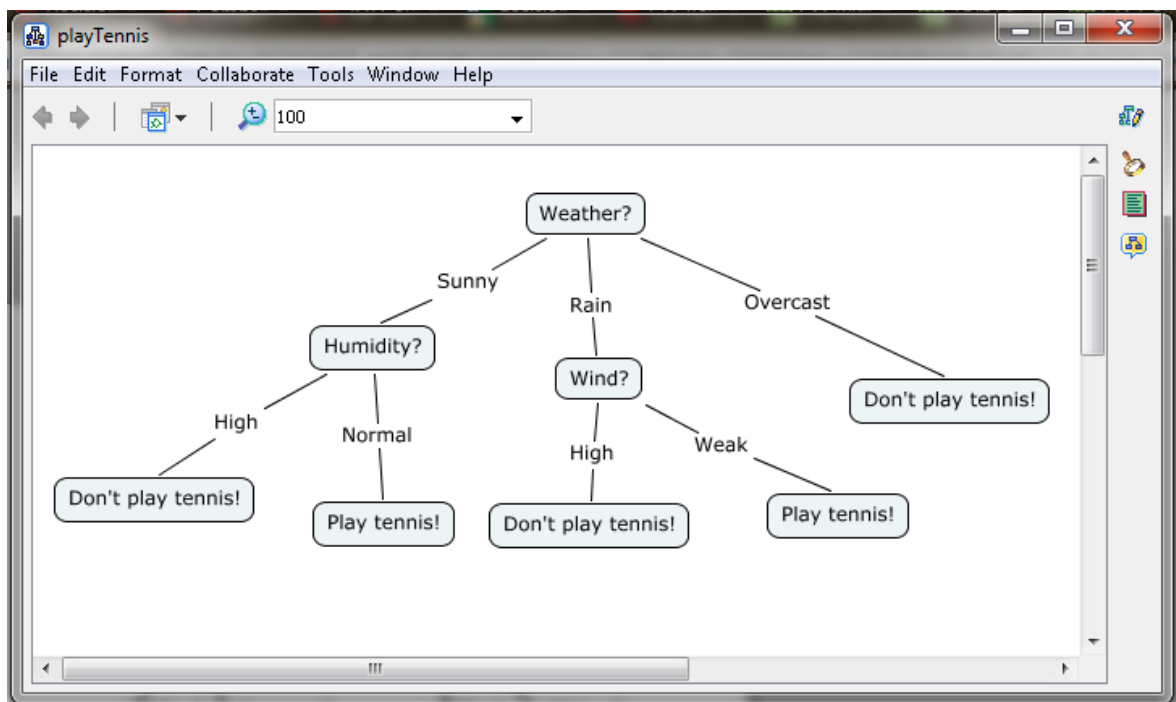 playTennis
File Edit Format Collaborate Tools Window Help
100
Weather?
Sunny
Rain
Overcast
Humidity?
Wind?
Don't play tennis!
High
Normal
High
Weak
Don't play tennis!
Play tennis!
Don't play tennis!
Play tennis!